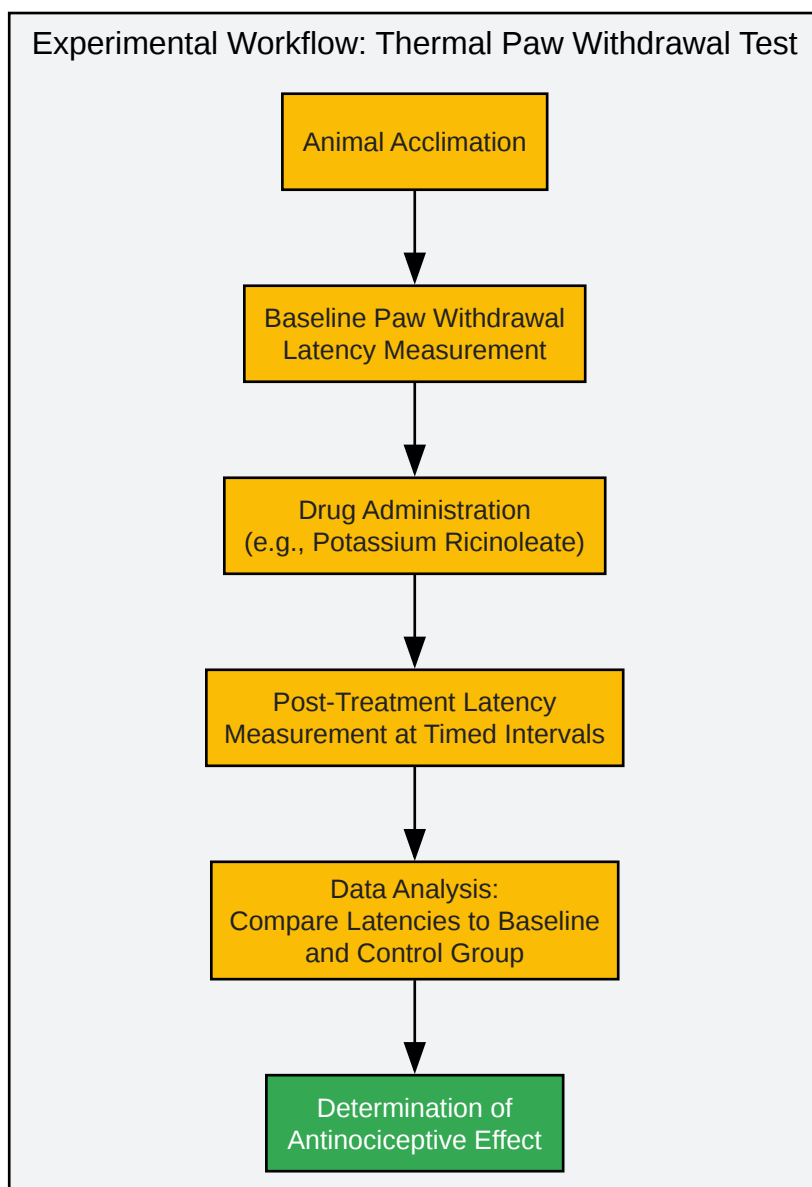 Experimental Workflow: Thermal Paw Withdrawal Test
Animal Acclimation
Baseline Paw Withdrawal
Latency Measurement
Drug Administration
(e.g., Potassium Ricinoleate)
Post-Treatment Latency
Measurement at Timed Intervals
Data Analysis:
Compare Latencies to Baseline
and Control Group
Determination of
Antinociceptive Effect